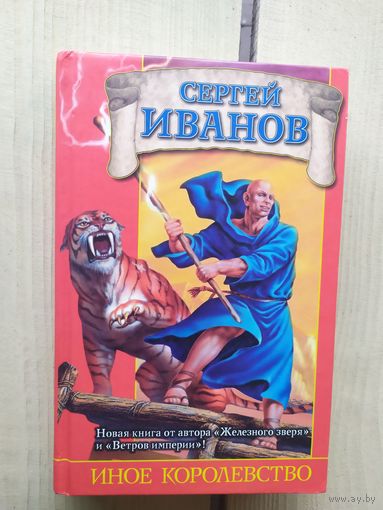 СЕРГЕЙ
ИВАНОВ
Новая книга от автора «Железного зверя»
и «Ветров империи»!
ИНОЕ КОРОЛЕВСТВО
www.ay.by